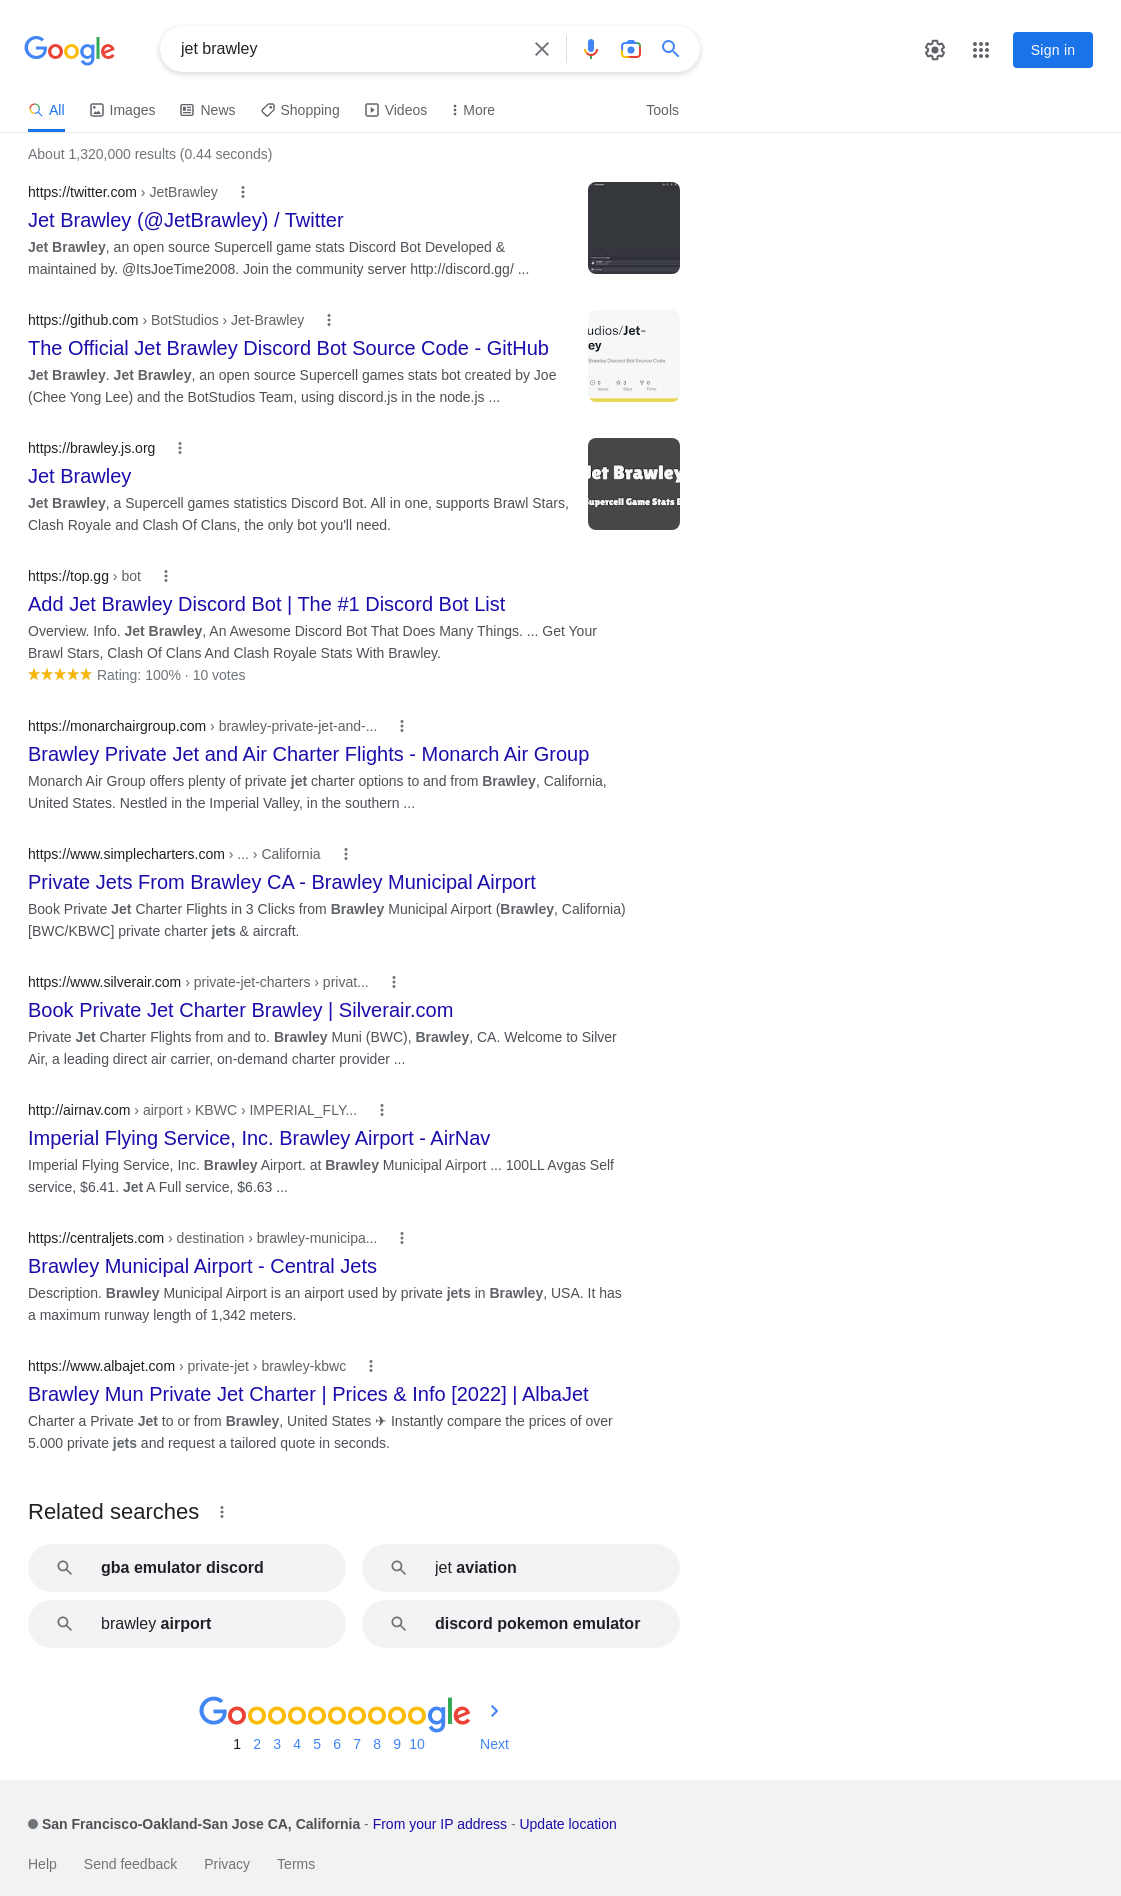 Google
jet brawley
Sign in
All
Images
News
Shopping
Videos
More
Tools
About 1,320,000 results (0.44 seconds)
https://twitter.com › JetBrawley
Jet Brawley (@JetBrawley) / Twitter
Jet Brawley, an open source Supercell game stats Discord Bot Developed &
maintained by. @ItsJoeTime2008. Join the community server http://discord.gg/ ...
https://github.com › BotStudios › Jet-Brawley
The Official Jet Brawley Discord Bot Source Code - GitHub
Jet Brawley. Jet Brawley, an open source Supercell games stats bot created by Joe
(Chee Yong Lee) and the BotStudios Team, using discord.js in the node.js ...
udios/Jet-
ey
Brawley Discord Bot Source Code
https://brawley.js.org
Jet Brawley
Jet Brawley, a Supercell games statistics Discord Bot. All in one, supports Brawl Stars,
Clash Royale and Clash Of Clans, the only bot you'll need.
Jet Brawley
Supercell Game Stats B
https://top.gg › bot
Add Jet Brawley Discord Bot | The #1 Discord Bot List
Overview. Info. Jet Brawley, An Awesome Discord Bot That Does Many Things. ... Get Your
Brawl Stars, Clash Of Clans And Clash Royale Stats With Brawley.
Rating: 100% · 10 votes
https://monarchairgroup.com › brawley-private-jet-and-...
Brawley Private Jet and Air Charter Flights - Monarch Air Group
Monarch Air Group offers plenty of private jet charter options to and from Brawley, California,
United States. Nestled in the Imperial Valley, in the southern ...
https://www.simplecharters.com › ... › California
Private Jets From Brawley CA - Brawley Municipal Airport
Book Private Jet Charter Flights in 3 Clicks from Brawley Municipal Airport (Brawley, California)
[BWC/KBWC] private charter jets & aircraft.
https://www.silverair.com › private-jet-charters › privat...
Book Private Jet Charter Brawley | Silverair.com
Private Jet Charter Flights from and to. Brawley Muni (BWC), Brawley, CA. Welcome to Silver
Air, a leading direct air carrier, on-demand charter provider ...
http://airnav.com › airport › KBWC › IMPERIAL_FLY...
Imperial Flying Service, Inc. Brawley Airport - AirNav
Imperial Flying Service, Inc. Brawley Airport. at Brawley Municipal Airport ... 100LL Avgas Self
service, $6.41. Jet A Full service, $6.63 ...
https://centraljets.com › destination › brawley-municipa...
Brawley Municipal Airport - Central Jets
Description. Brawley Municipal Airport is an airport used by private jets in Brawley, USA. It has
a maximum runway length of 1,342 meters.
https://www.albajet.com › private-jet › brawley-kbwc
Brawley Mun Private Jet Charter | Prices & Info [2022] | AlbaJet
Charter a Private Jet to or from Brawley, United States ✈ Instantly compare the prices of over
5.000 private jets and request a tailored quote in seconds.
Related searches
gba emulator discord
jet aviation
brawley airport
discord pokemon emulator
Goooooooooogle
1 2 3 4 5 6 7 8 9 10 Next
San Francisco-Oakland-San Jose CA, California - From your IP address - Update location
Help Send feedback Privacy Terms